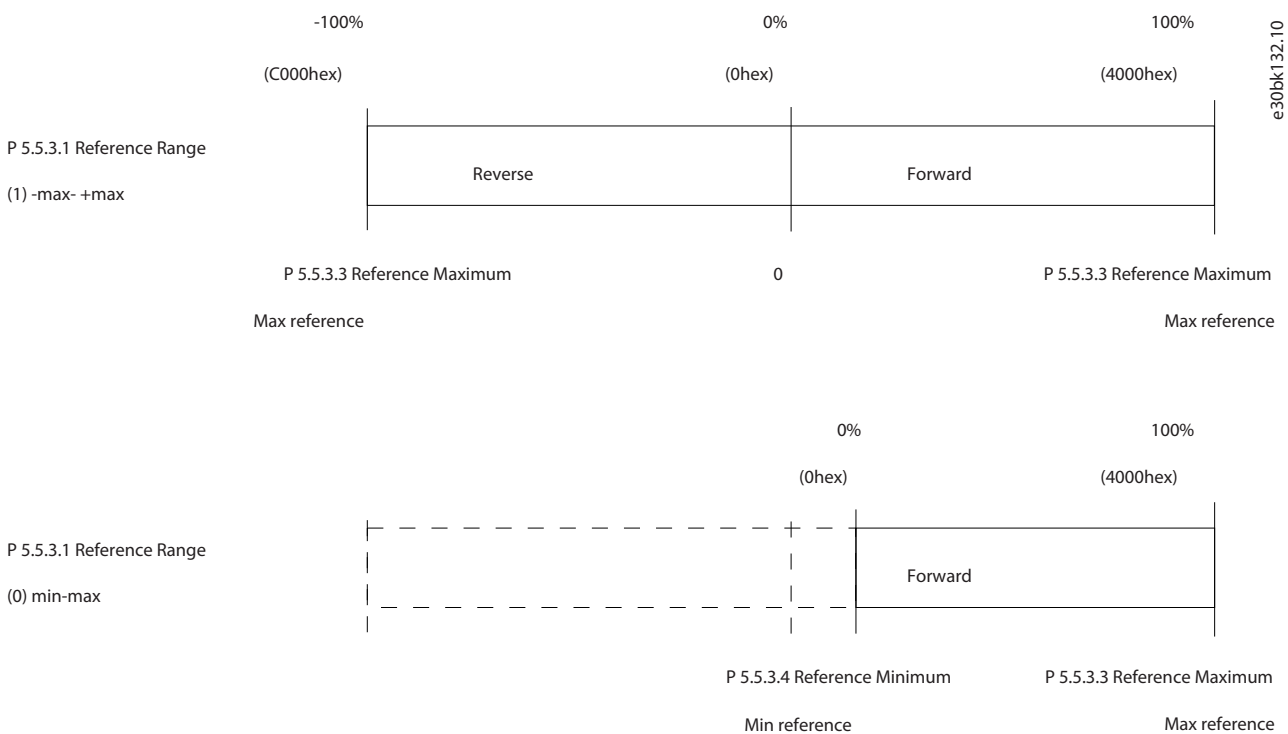 -100% 0% 100%
(C000hex) (0hex) (4000hex)
e30bk132.10
P 5.5.3.1 Reference Range
(1) -max- +max
Reverse Forward
P 5.5.3.3 Reference Maximum 0 P 5.5.3.3 Reference Maximum
Max reference Max reference
0% 100%
(0hex) (4000hex)
P 5.5.3.1 Reference Range
(0) min-max
Forward
P 5.5.3.4 Reference Minimum P 5.5.3.3 Reference Maximum
Min reference Max reference